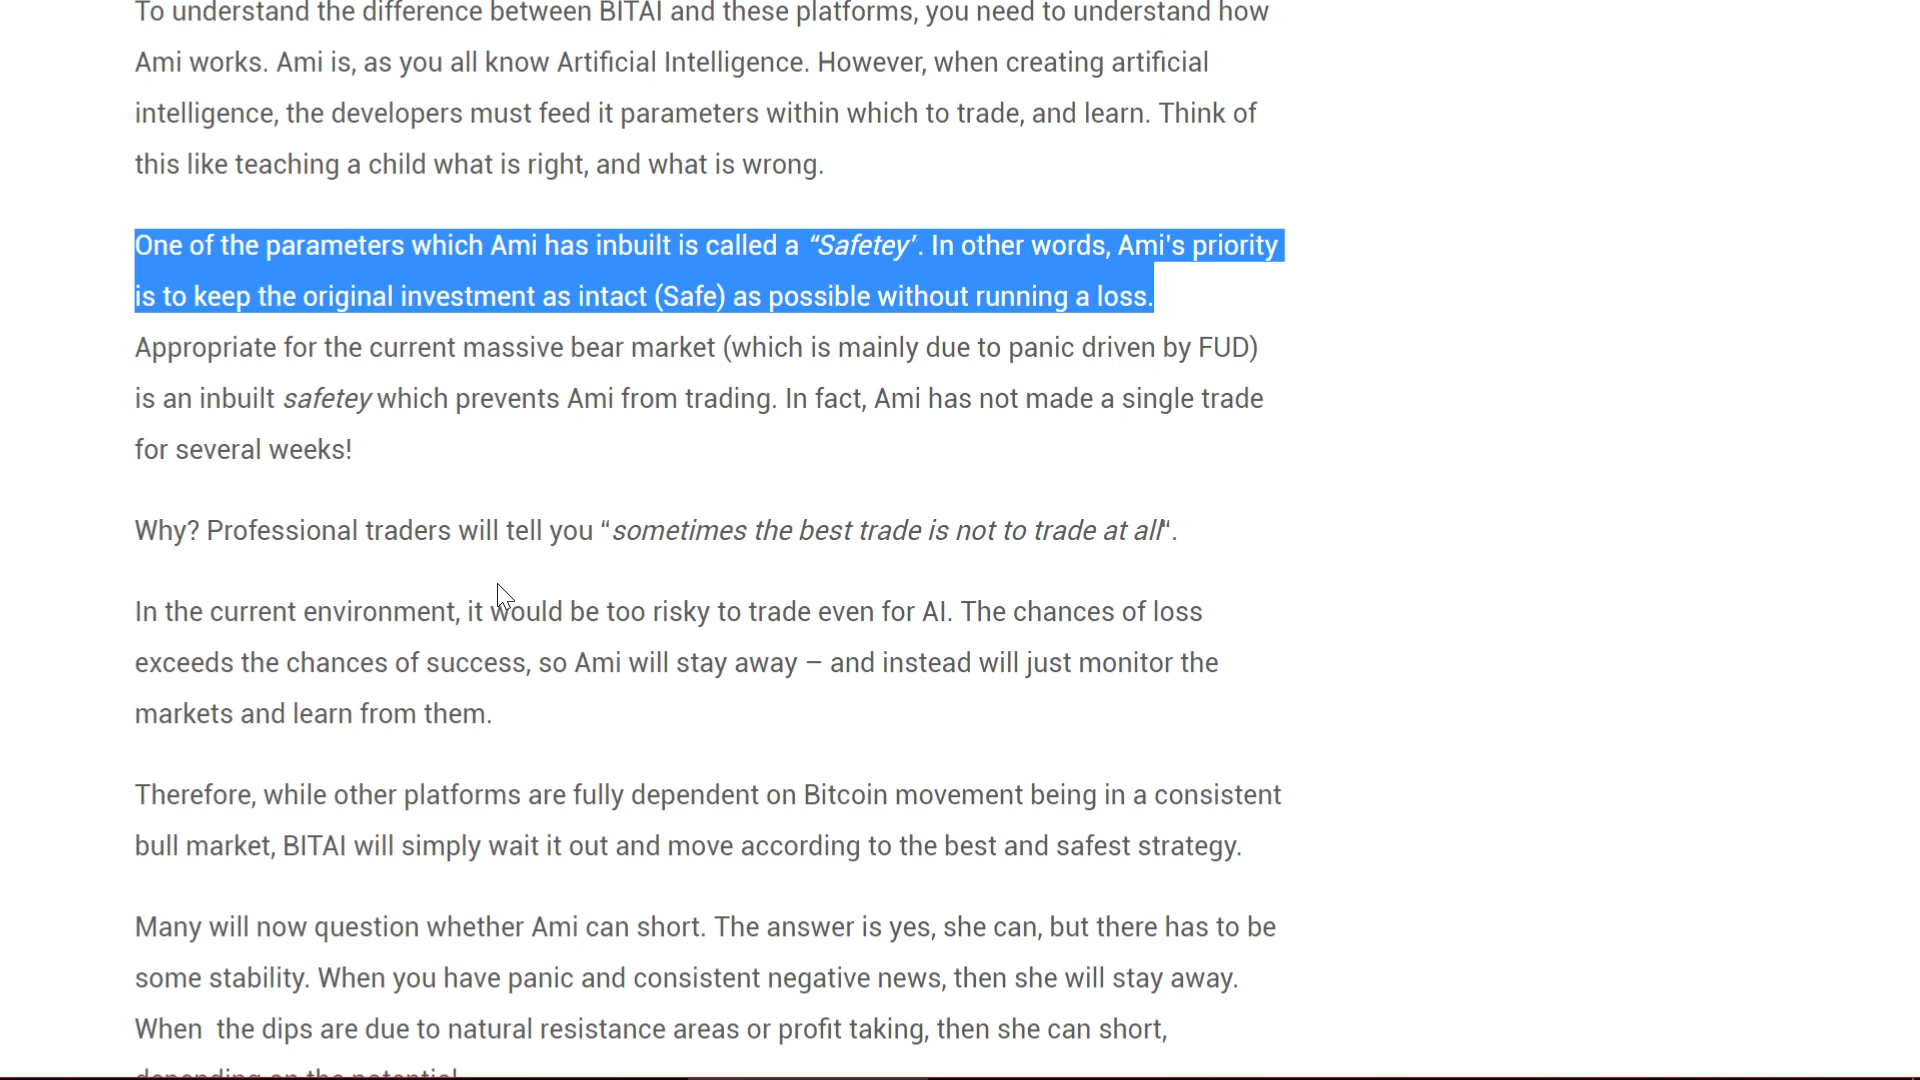 To understand the difference between BITAI and these platforms, you need to understand how
Ami works. Ami is, as you all know Artificial Intelligence. However, when creating artificial
intelligence, the developers must feed it parameters within which to trade, and learn. Think of
this like teaching a child what is right, and what is wrong.
One of the parameters which Ami has inbuilt is called a “Safetey’. In other words, Ami's priority
is to keep the original investment as intact (Safe) as possible without running a loss.
Appropriate for the current massive bear market (which is mainly due to panic driven by FUD)
is an inbuilt safetey which prevents Ami from trading. In fact, Ami has not made a single trade
for several weeks!
Why? Professional traders will tell you “sometimes the best trade is not to trade at all“.
In the current environment, it would be too risky to trade even for AI. The chances of loss
exceeds the chances of success, so Ami will stay away – and instead will just monitor the
markets and learn from them.
Therefore, while other platforms are fully dependent on Bitcoin movement being in a consistent
bull market, BITAI will simply wait it out and move according to the best and safest strategy.
Many will now question whether Ami can short. The answer is yes, she can, but there has to be
some stability. When you have panic and consistent negative news, then she will stay away.
When  the dips are due to natural resistance areas or profit taking, then she can short,
depending on the potential